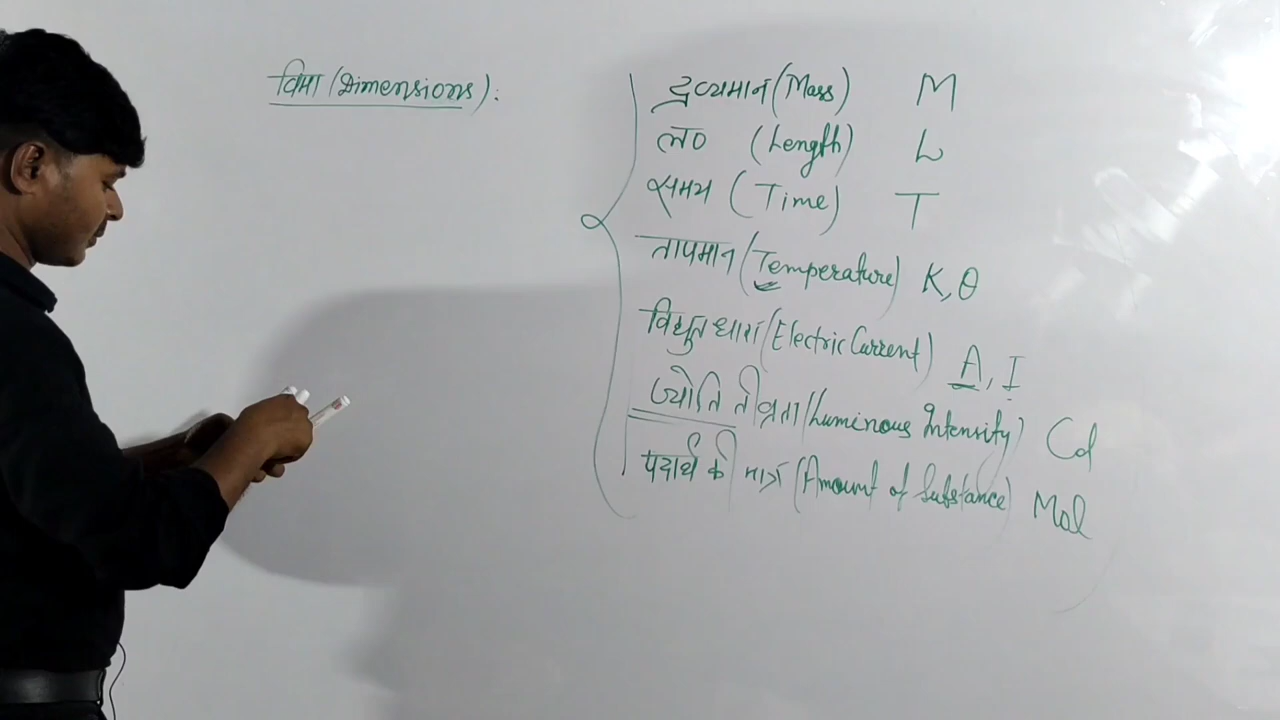 विमा (Dimensions) :
द्रव्यमान (Mass) M
ल० (Length) L
समय (Time) T
तापमान (Temperature) K, θ
विद्युत धारा (Electric Current) A, I
ज्योति तीव्रता (Luminous Intensity) Cd
पदार्थ की मात्रा (Amount of Substance) Mol